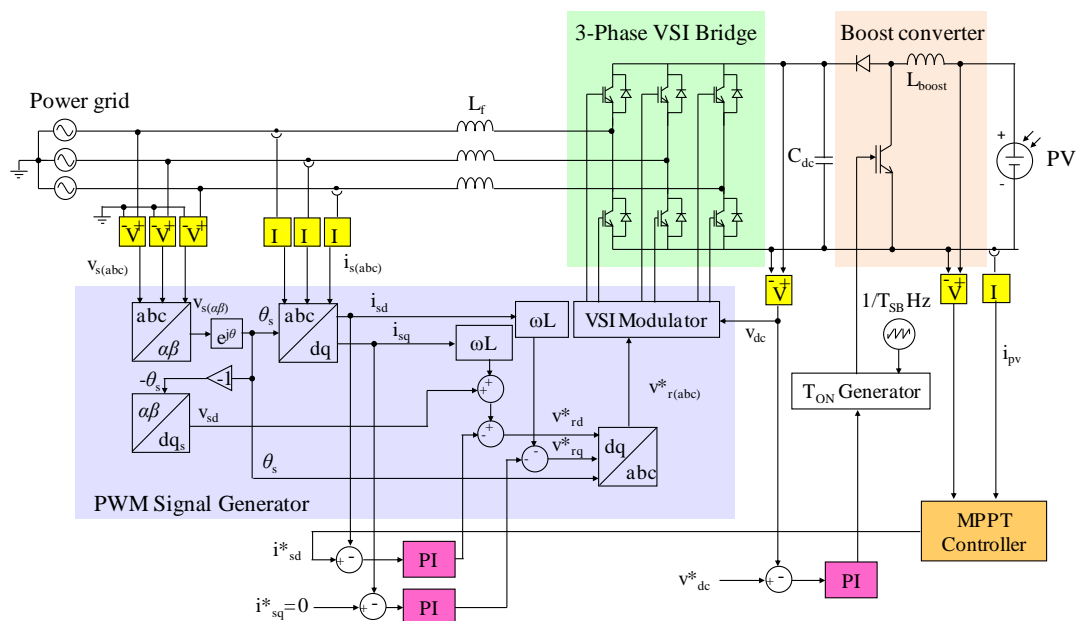 3-Phase VSI Bridge
Boost converter
Power grid
L_f
L_boost
C_dc
+
-
PV
-V+
-V+
-V+
I
I
I
v_s(abc)
i_s(abc)
-V+
-V+
I
1/T_SB Hz
v_dc
i_pv
abc
αβ
v_s(αβ)
e^jθ
θ_s
abc
dq
i_sd
i_sq
ωL
ωL
VSI Modulator
T_ON Generator
-θ_s
-1
αβ
dq_s
v_sd
+
+
-
+
v*_r(abc)
v*_rd
v*_rq
-
-
dq
abc
θ_s
PWM Signal Generator
MPPT
Controller
i*_sd
+
-
PI
v*_dc
+
-
PI
i*_sq=0
+
-
PI